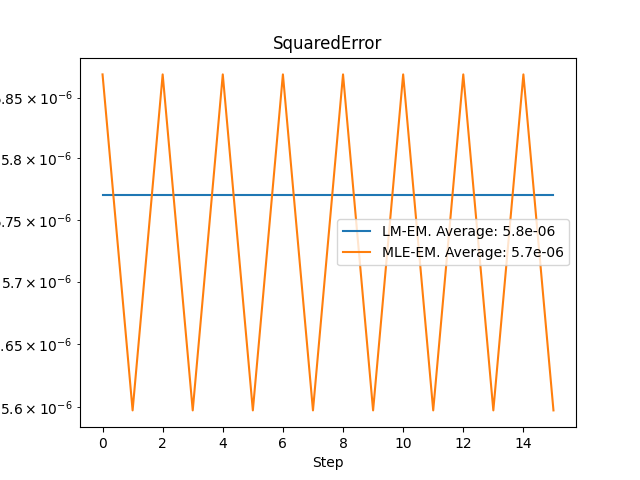 SquaredError
5.85 × 10⁻⁶
5.8 × 10⁻⁶
5.75 × 10⁻⁶
5.7 × 10⁻⁶
5.65 × 10⁻⁶
5.6 × 10⁻⁶
LM-EM. Average: 5.8e-06
MLE-EM. Average: 5.7e-06
0 2 4 6 8 10 12 14
Step